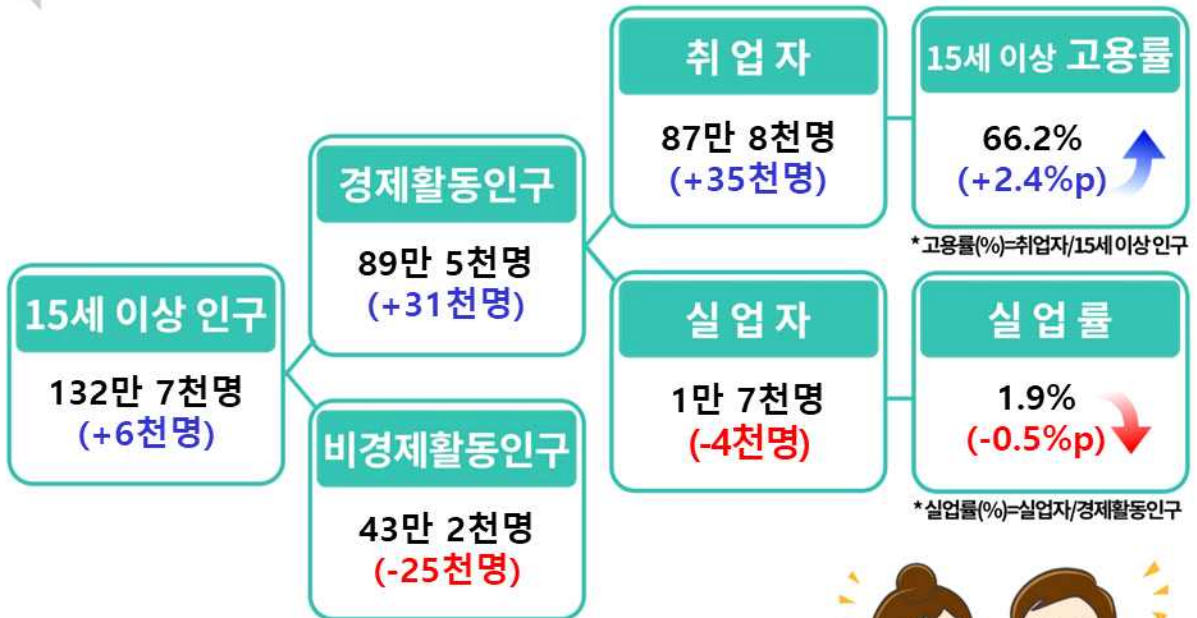 15세 이상 인구
132만 7천명
(+6천명)
경제활동인구
89만 5천명
(+31천명)
비경제활동인구
43만 2천명
(-25천명)
취 업 자
87만 8천명
(+35천명)
15세 이상 고용률
66.2%
(+2.4%p)
* 고용률(%)=취업자/15세 이상 인구
실 업 자
1만 7천명
(-4천명)
실 업 률
1.9%
(-0.5%p)
* 실업률(%)=실업자/경제활동인구